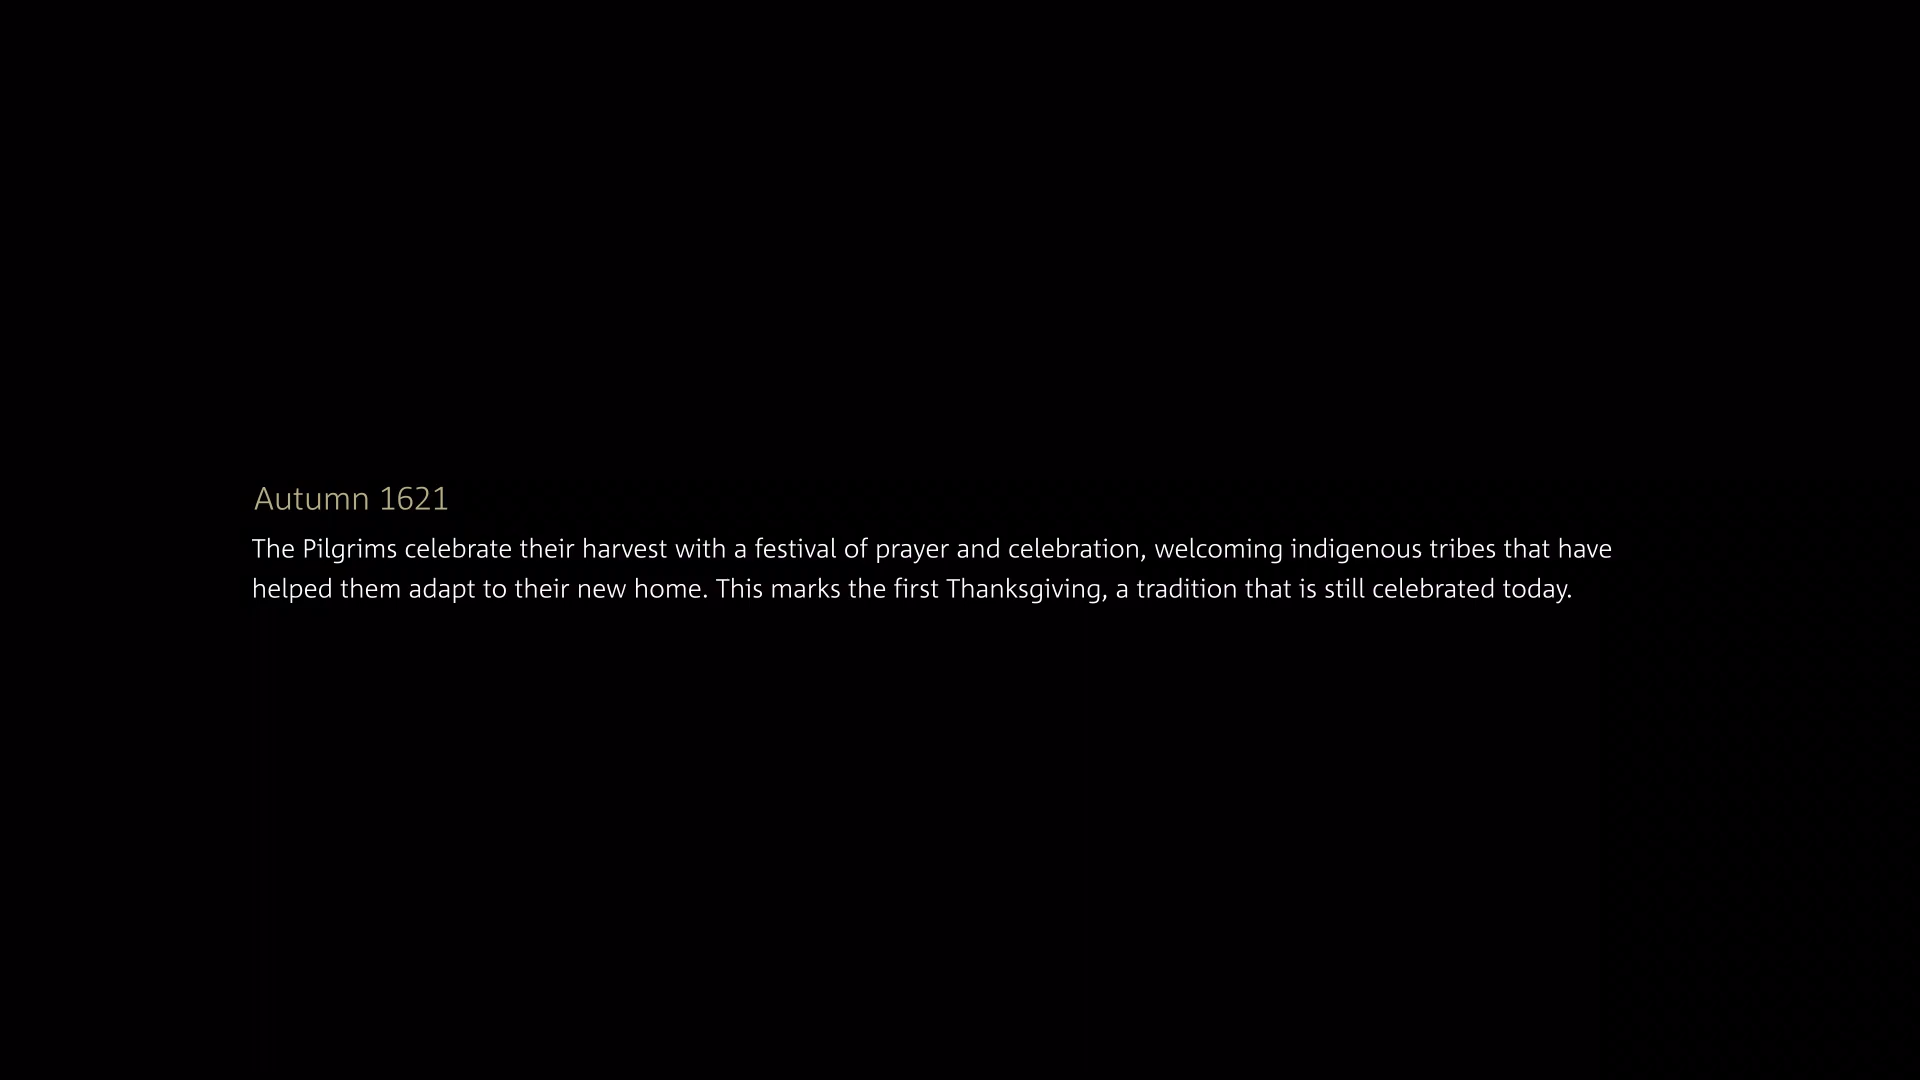 Autumn 1621
The Pilgrims celebrate their harvest with a festival of prayer and celebration, welcoming indigenous tribes that have
helped them adapt to their new home. This marks the first Thanksgiving, a tradition that is still celebrated today.